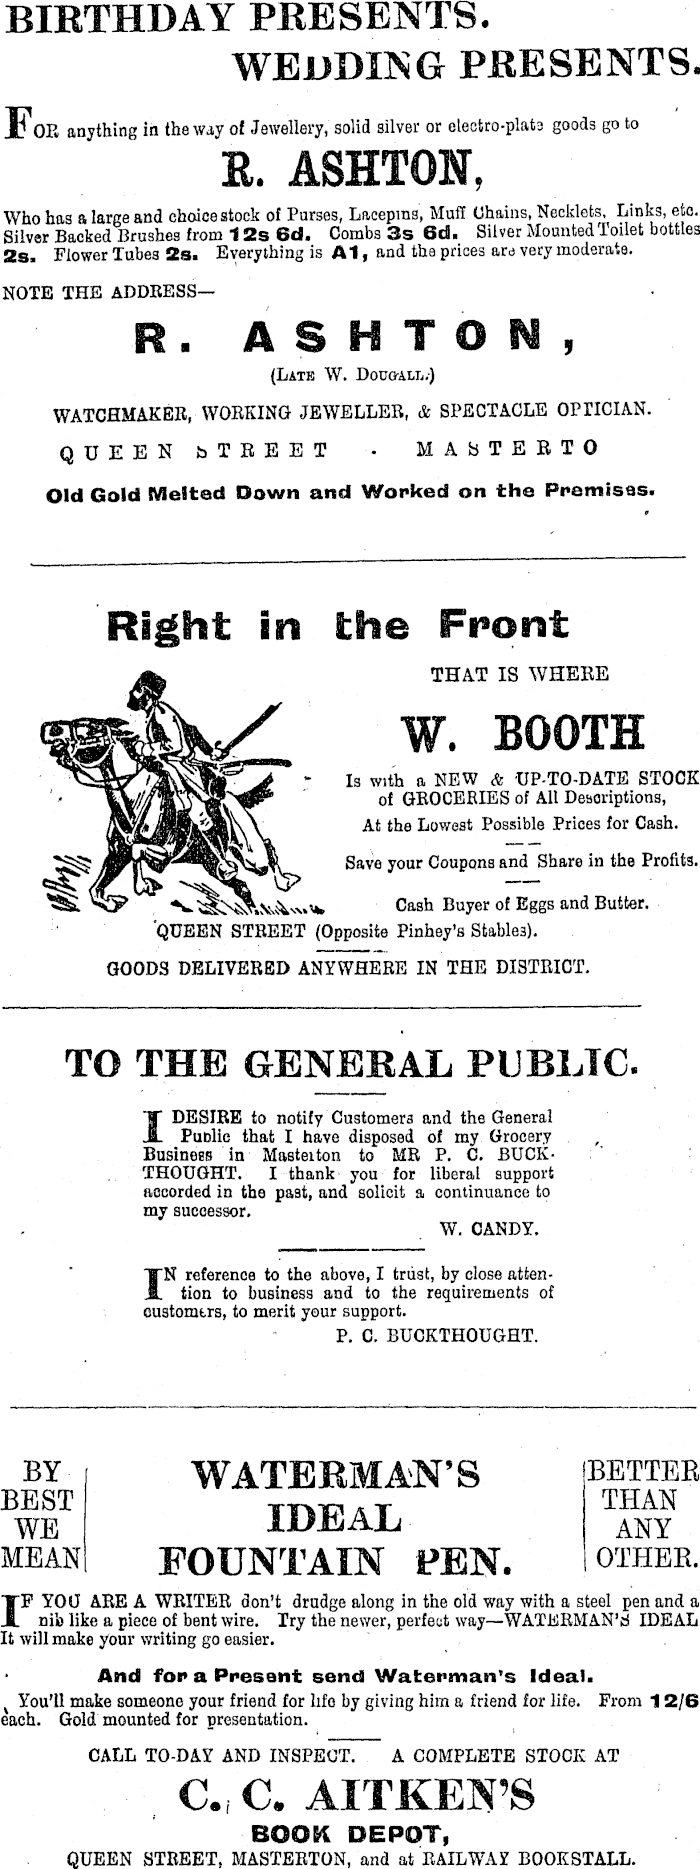 BIRTHDAY PRESENTS.
WEDDING PRESENTS.
FOR anything in the way of Jewellery, solid silver or electro-plate goods go to
R. ASHTON,
Who has a large and choice stock of Purses, Lacepins, Muff Chains, Necklets, Links, etc.
Silver Backed Brushes from 12s 6d. Combs 3s 6d. Silver Mounted Toilet bottles
2s. Flower Tubes 2s. Everything is A1, and the prices are very moderate.
NOTE THE ADDRESS—
R. ASHTON,
(LATE W. DOUGALL.)
WATCHMAKER, WORKING JEWELLER, & SPECTACLE OPTICIAN.
QUEEN STREET . MASTERTO
Old Gold Melted Down and Worked on the Premises.
Right in the Front
THAT IS WHERE
W. BOOTH
Is with a NEW & UP-TO-DATE STOCK
of GROCERIES of All Descriptions,
At the Lowest Possible Prices for Cash.
Save your Coupons and Share in the Profits.
Cash Buyer of Eggs and Butter.
QUEEN STREET (Opposite Pinhey's Stables).
GOODS DELIVERED ANYWHERE IN THE DISTRICT.
TO THE GENERAL PUBLIC.
I DESIRE to notify Customers and the General
Public that I have disposed of my Grocery
Business in Masterton to MR P. C. BUCK-
THOUGHT. I thank you for liberal support
accorded in the past, and solicit a continuance to
my successor.
W. CANDY.
IN reference to the above, I trust, by close atten-
tion to business and to the requirements of
customers, to merit your support.
P. C. BUCKTHOUGHT.
BY
BEST
WE
MEAN
WATERMAN'S
IDEAL
FOUNTAIN PEN.
BETTER
THAN
ANY
OTHER.
IF YOU ARE A WRITER don't drudge along in the old way with a steel pen and a
nib like a piece of bent wire. Try the newer, perfect way—WATERMAN'S IDEAL
It will make your writing go easier.
And for a Present send Waterman's Ideal.
You'll make someone your friend for life by giving him a friend for life. From 12/6
each. Gold mounted for presentation.
CALL TO-DAY AND INSPECT. A COMPLETE STOCK AT
C. C. AITKEN'S
BOOK DEPOT,
QUEEN STREET, MASTERTON, and at RAILWAY BOOKSTALL.